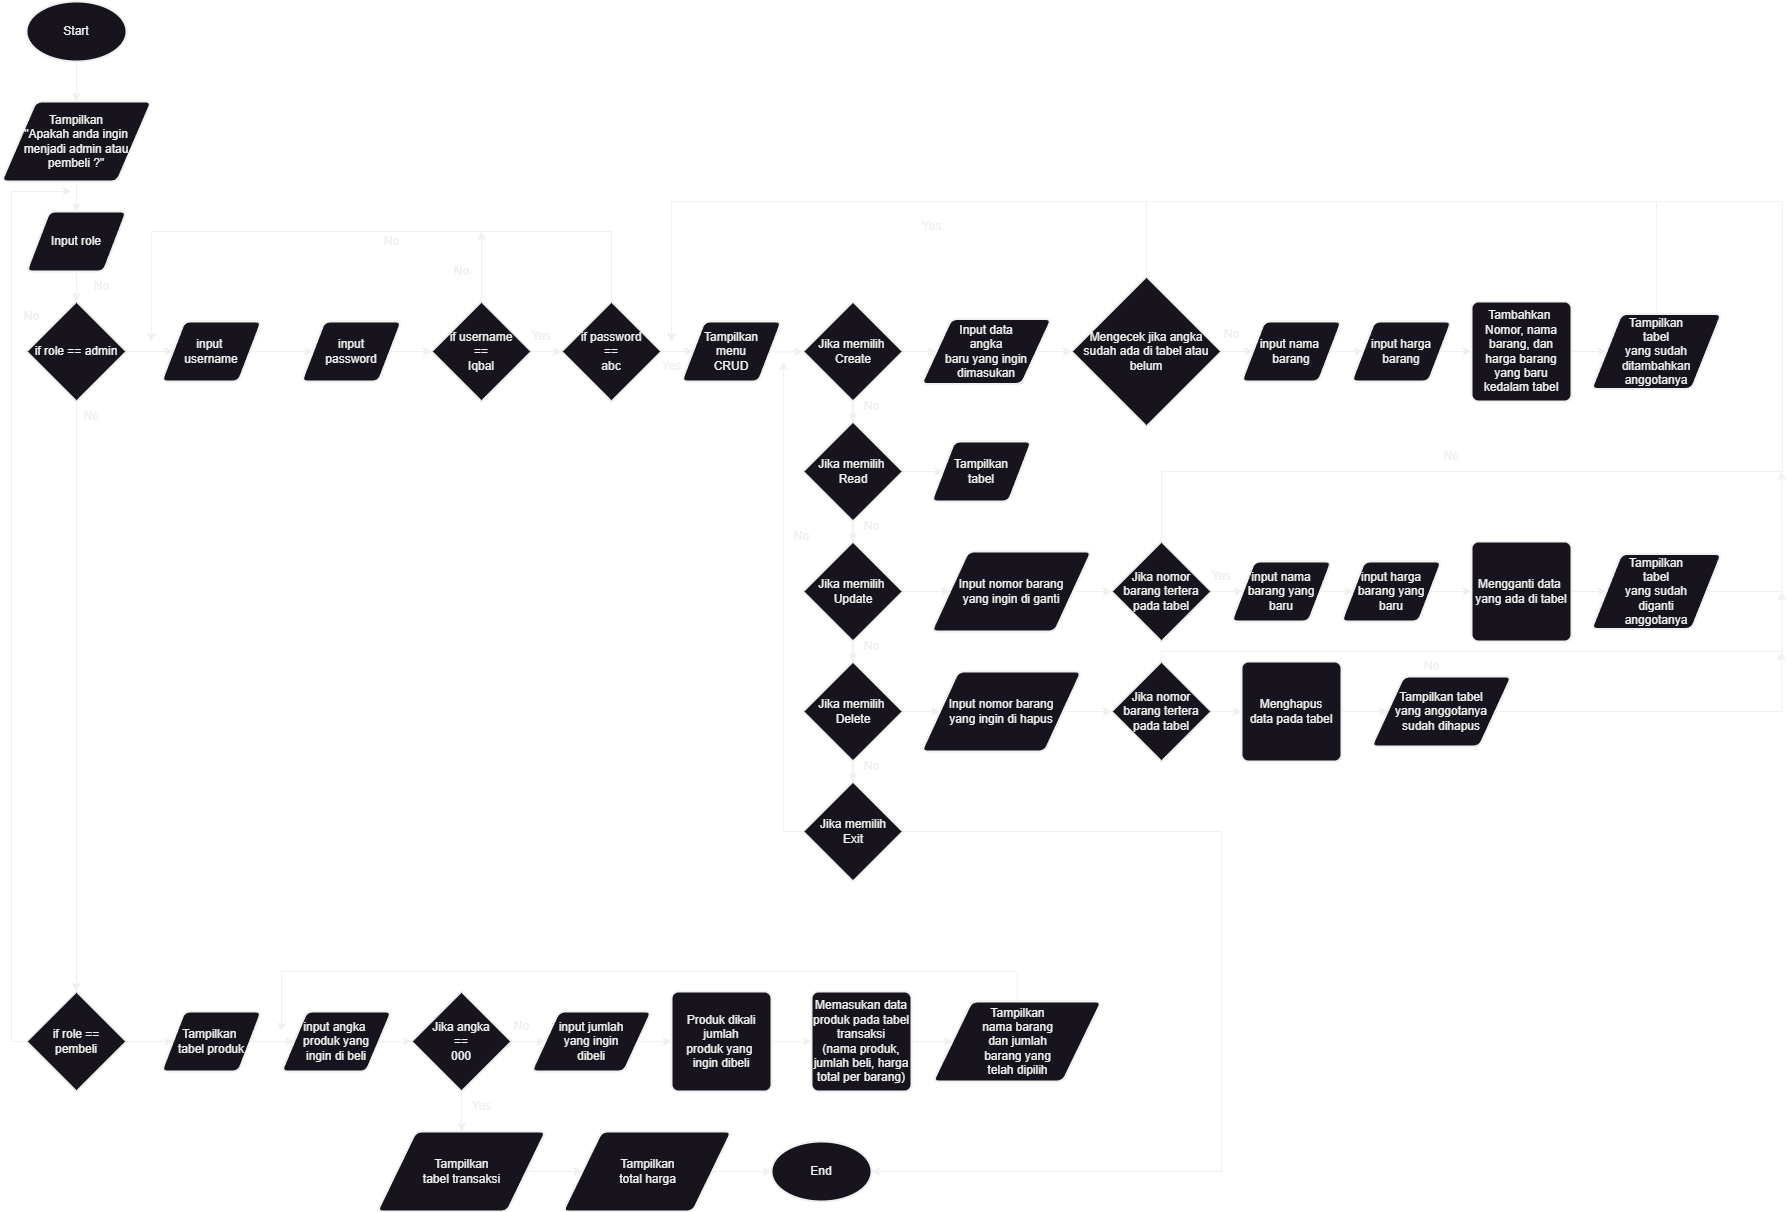 Start
Tampilkan
"Apakah anda ingin
menjadi admin atau
pembeli ?"
Input role
No
No
if role == admin
No
input
username
input
password
No
No
if username
==
Iqbal
Yes
if password
==
abc
Yes
Tampilkan
menu
CRUD
Yes
Jika memilih
Create
Input data
angka
baru yang ingin
dimasukan
Mengecek jika angka
sudah ada di tabel atau
belum
No
input nama
barang
input harga
barang
Tambahkan
Nomor, nama
barang, dan
harga barang
yang baru
kedalam tabel
Tampilkan
tabel
yang sudah
ditambahkan
anggotanya
No
Jika memilih
Read
Tampilkan
tabel
No
No
No
Jika memilih
Update
Input nomor barang
yang ingin di ganti
Jika nomor
barang tertera
pada tabel
Yes
input nama
barang yang
baru
input harga
barang yang
baru
Mengganti data
yang ada di tabel
Tampilkan
tabel
yang sudah
diganti
anggotanya
No
Jika memilih
Delete
Input nomor barang
yang ingin di hapus
Jika nomor
barang tertera
pada tabel
Menghapus
data pada tabel
No
Tampilkan tabel
yang anggotanya
sudah dihapus
No
Jika memilih
Exit
if role ==
pembeli
Tampilkan
tabel produk
input angka
produk yang
ingin di beli
Jika angka
==
000
No
input jumlah
yang ingin
dibeli
Produk dikali
jumlah
produk yang
ingin dibeli
Memasukan data
produk pada tabel
transaksi
(nama produk,
jumlah beli, harga
total per barang)
Tampilkan
nama barang
dan jumlah
barang yang
telah dipilih
Yes
Tampilkan
tabel transaksi
Tampilkan
total harga
End